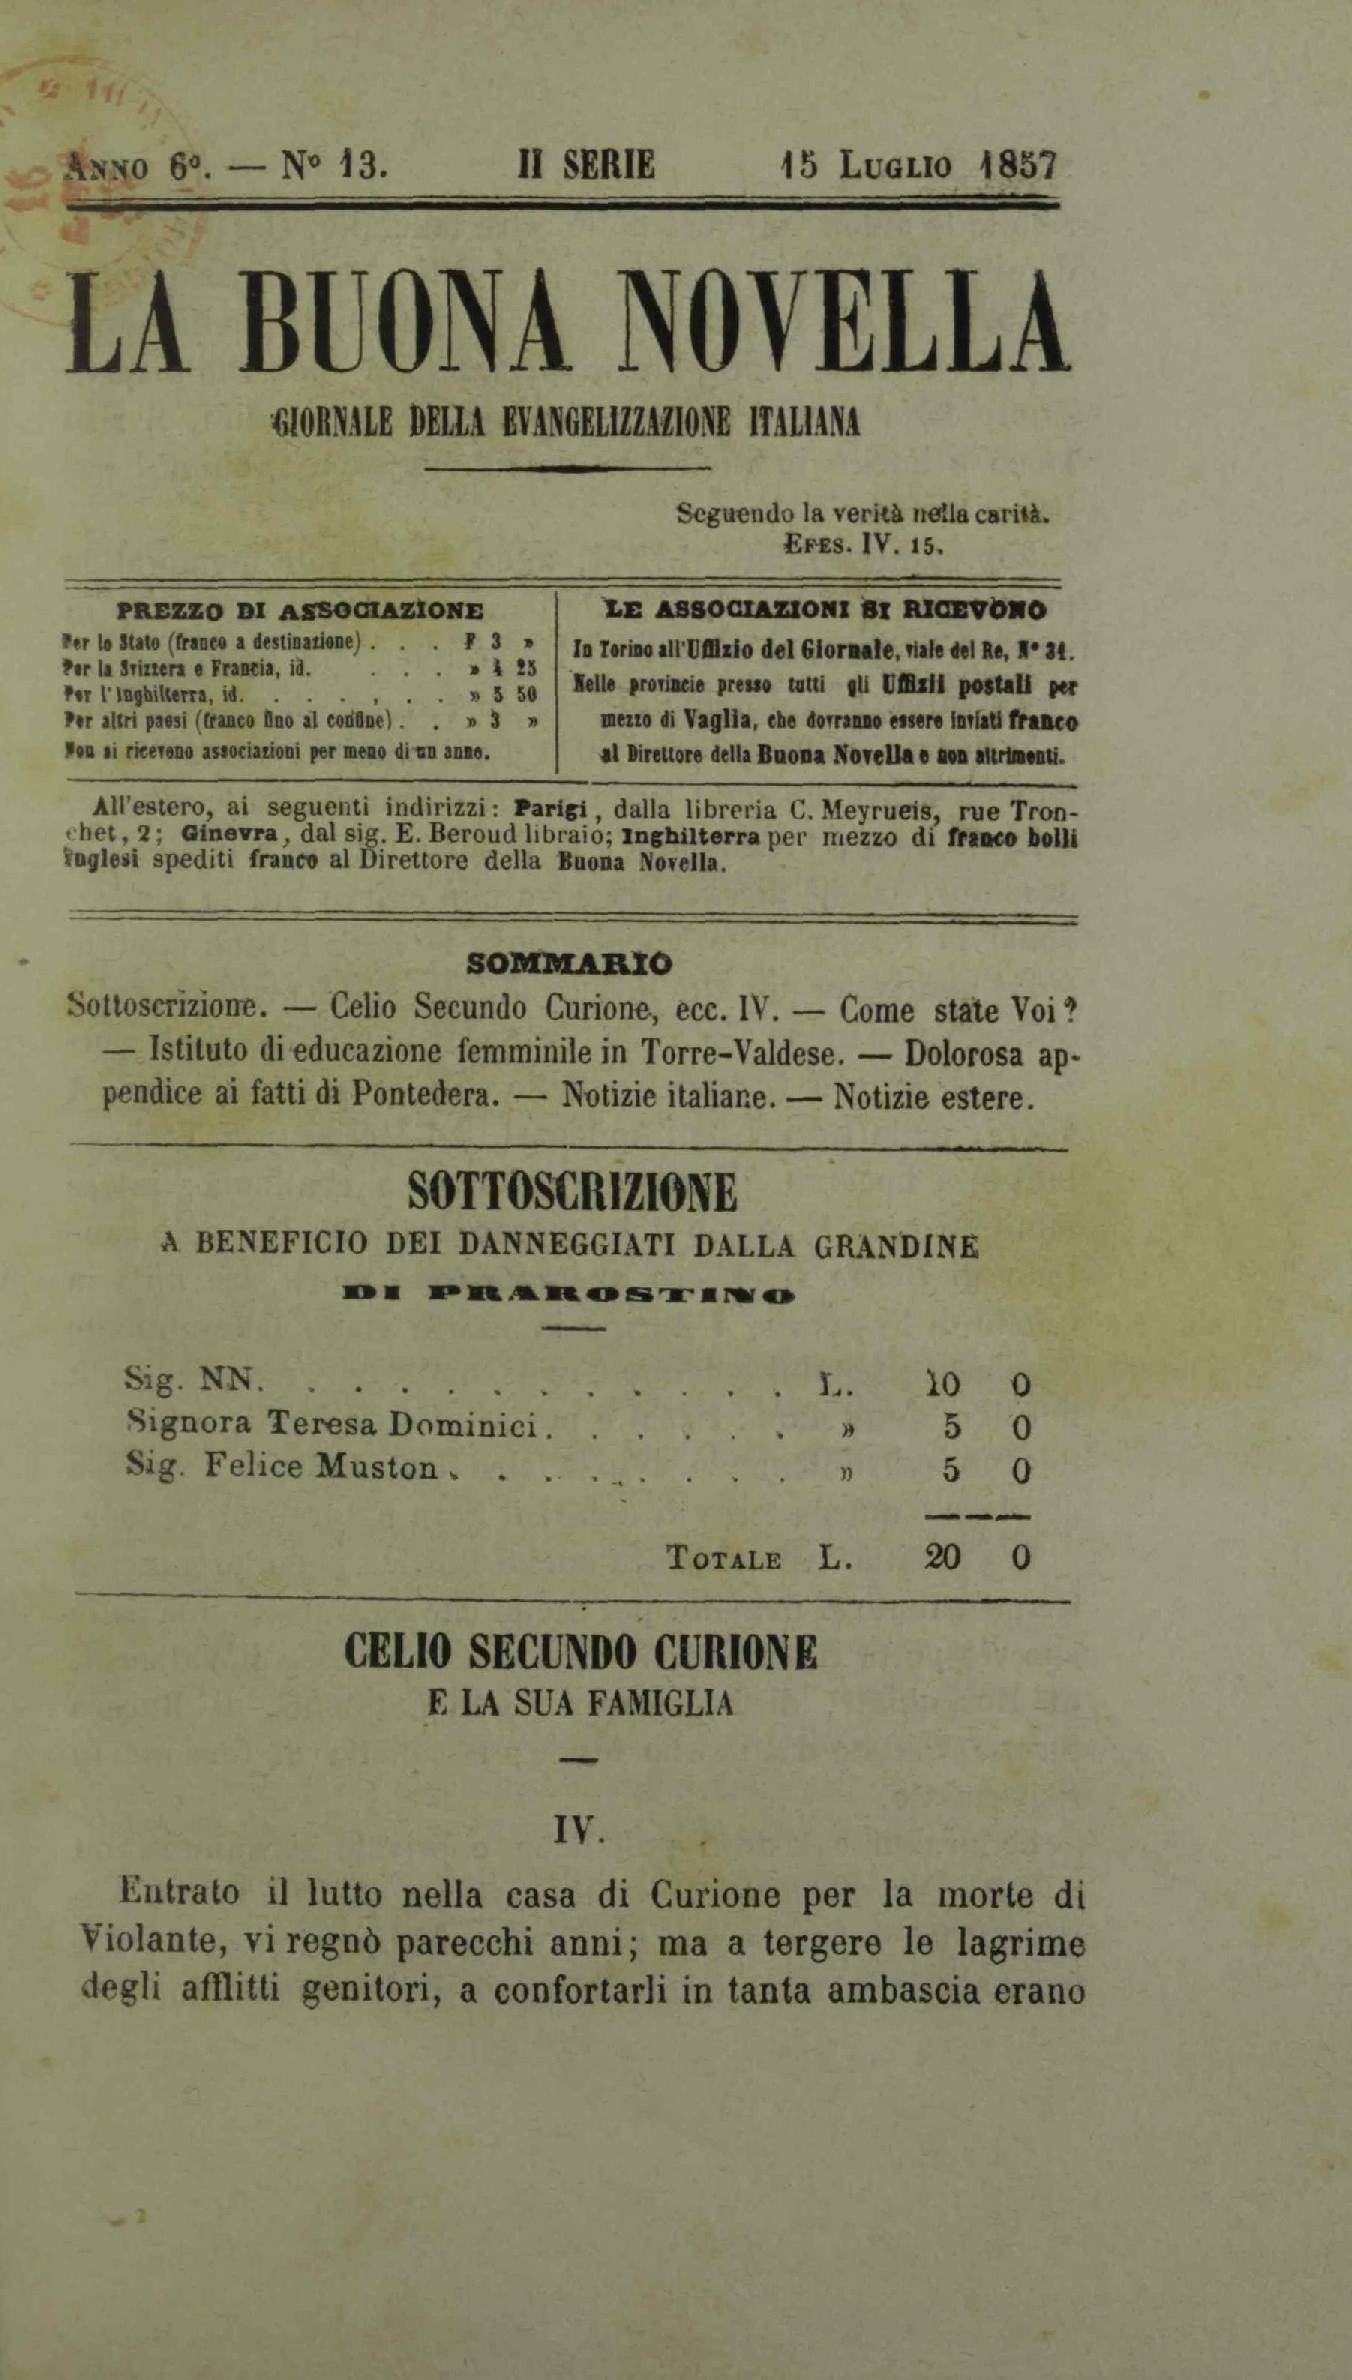 ANNO 6º. — Nº 13. II SERIE 15 LUGLIO 1857
LA BUONA NOVELLA
GIORNALE DELLA EVANGELIZZAZIONE ITALIANA
Seguendo la verità nella carità.
EFES. IV. 15.
PREZZO DI ASSOCIAZIONE
Per lo Stato (franco a destinazione) . . . F 3 »
Per la Svizzera e Francia, id. . . . » 4 25
Per l'Inghilterra, id. . . . . . . . » 5 50
Per altri paesi (franco fino al confine) . . » 3 »
Non si ricevono associazioni per meno di un anno.
LE ASSOCIAZIONI SI RICEVONO
In Torino all'Uffizio del Giornale, viale del Re, Nº 31.
Nelle provincie presso tutti gli Uffizii postali per
mezzo di Vaglia, che dovranno essere inviati franco
al Direttore della Buona Novella e non altrimenti.
All'estero, ai seguenti indirizzi: Parigi, dalla libreria C. Meyrueis, rue Tron-
chet, 2; Ginevra, dal sig. E. Beroud libraio; Inghilterra per mezzo di franco bolli
inglesi spediti franco al Direttore della Buona Novella.
SOMMARIO
Sottoscrizione. — Celio Secundo Curione, ecc. IV. — Come state Voi?
— Istituto di educazione femminile in Torre-Valdese. — Dolorosa ap-
pendice ai fatti di Pontedera. — Notizie italiane. — Notizie estere.
SOTTOSCRIZIONE
A BENEFICIO DEI DANNEGGIATI DALLA GRANDINE
DI PRAROSTINO
Sig. NN. . . . . . . . . . . . L. 10 0
Signora Teresa Dominici. . . . . . » 5 0
Sig. Felice Muston . . . . . . . . » 5 0
TOTALE L. 20 0
CELIO SECUNDO CURIONE
E LA SUA FAMIGLIA
IV.
Entrato il lutto nella casa di Curione per la morte di
Violante, vi regnò parecchi anni; ma a tergere le lagrime
degli afflitti genitori, a confortarli in tanta ambascia erano